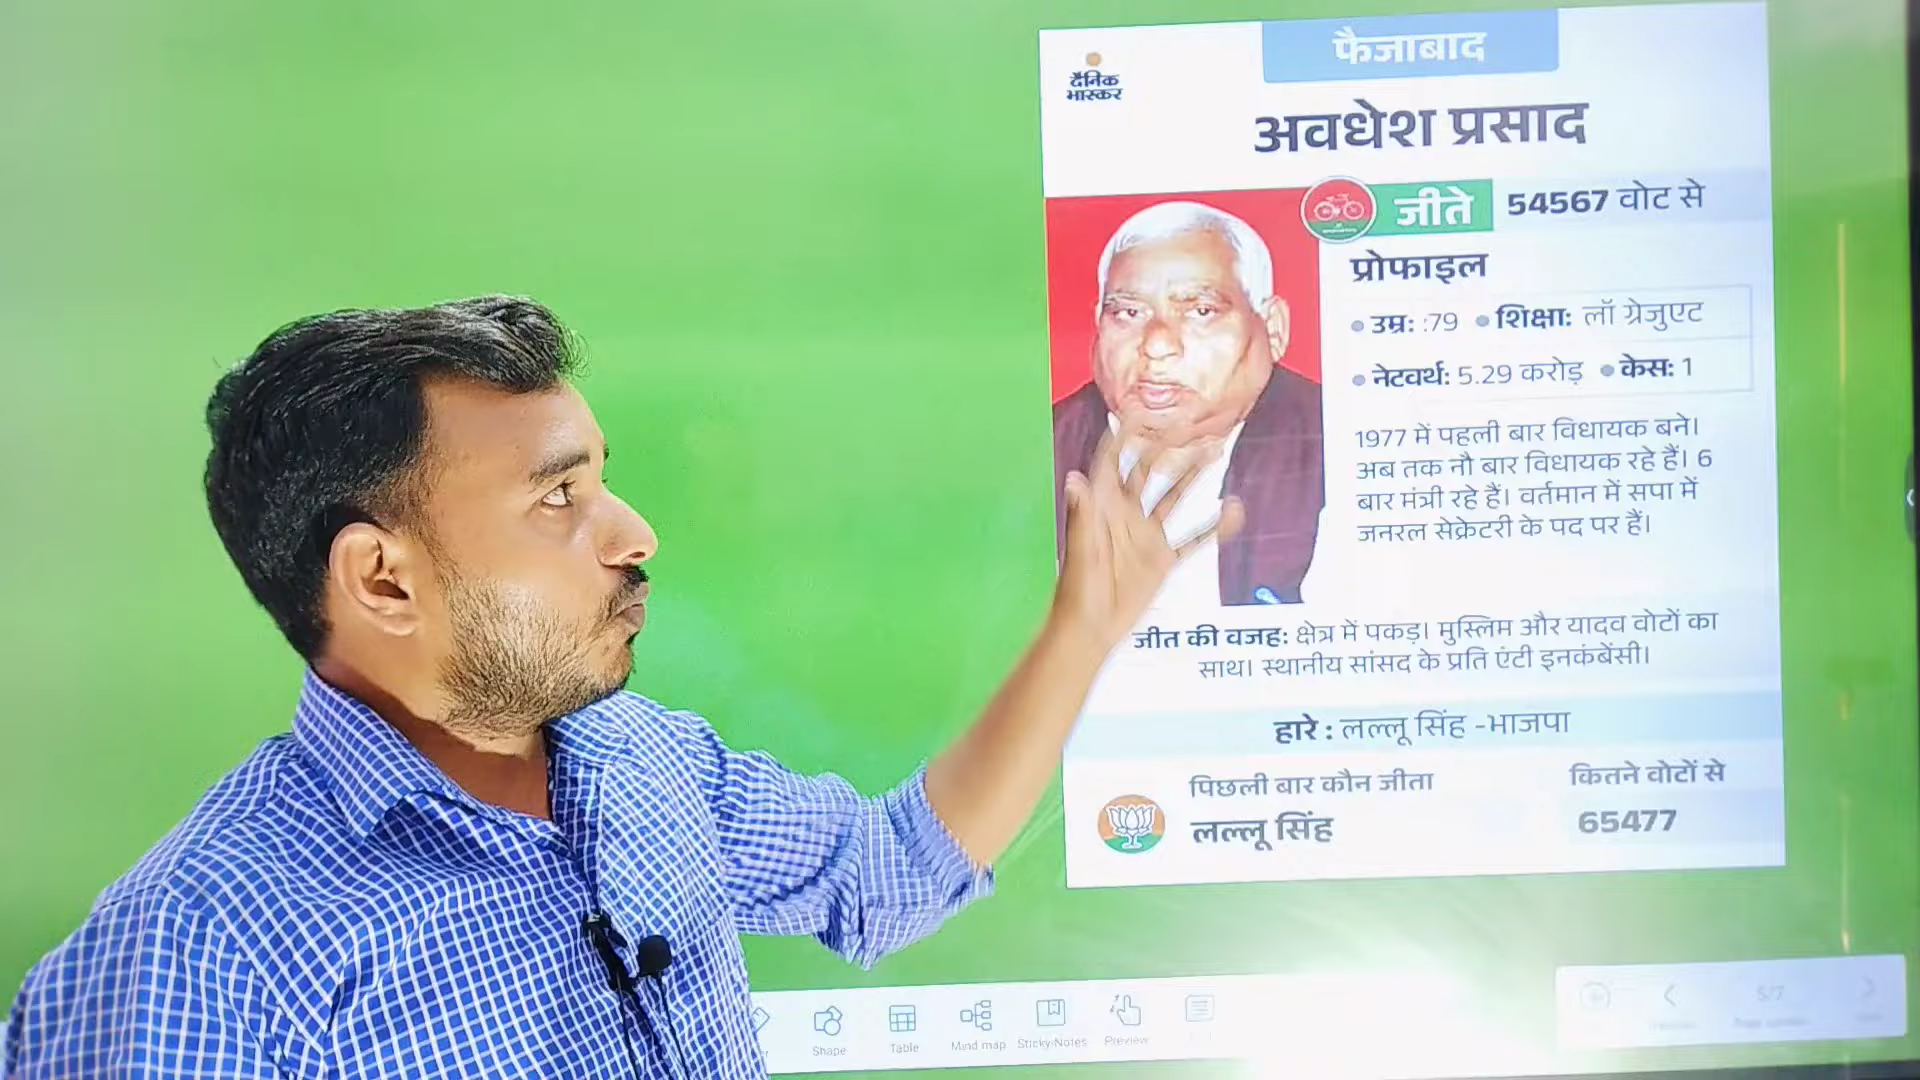 फैजाबाद
दैनिक
भास्कर
अवधेश प्रसाद
जीते 54567 वोट से
प्रोफाइल
उम्र: :79 शिक्षा: लॉ ग्रेजुएट
नेटवर्थ: 5.29 करोड़ केस: 1
1977 में पहली बार विधायक बने।
अब तक नौ बार विधायक रहे हैं। 6
बार मंत्री रहे हैं। वर्तमान में सपा में
जनरल सेक्रेटरी के पद पर हैं।
जीत की वजह: क्षेत्र में पकड़। मुस्लिम और यादव वोटों का
साथ। स्थानीय सांसद के प्रति एंटी इनकंबेंसी।
हारे : लल्लू सिंह -भाजपा
पिछली बार कौन जीता कितने वोटों से
लल्लू सिंह 65477
Shape Table Mind map Sticky Notes Preview
5/7